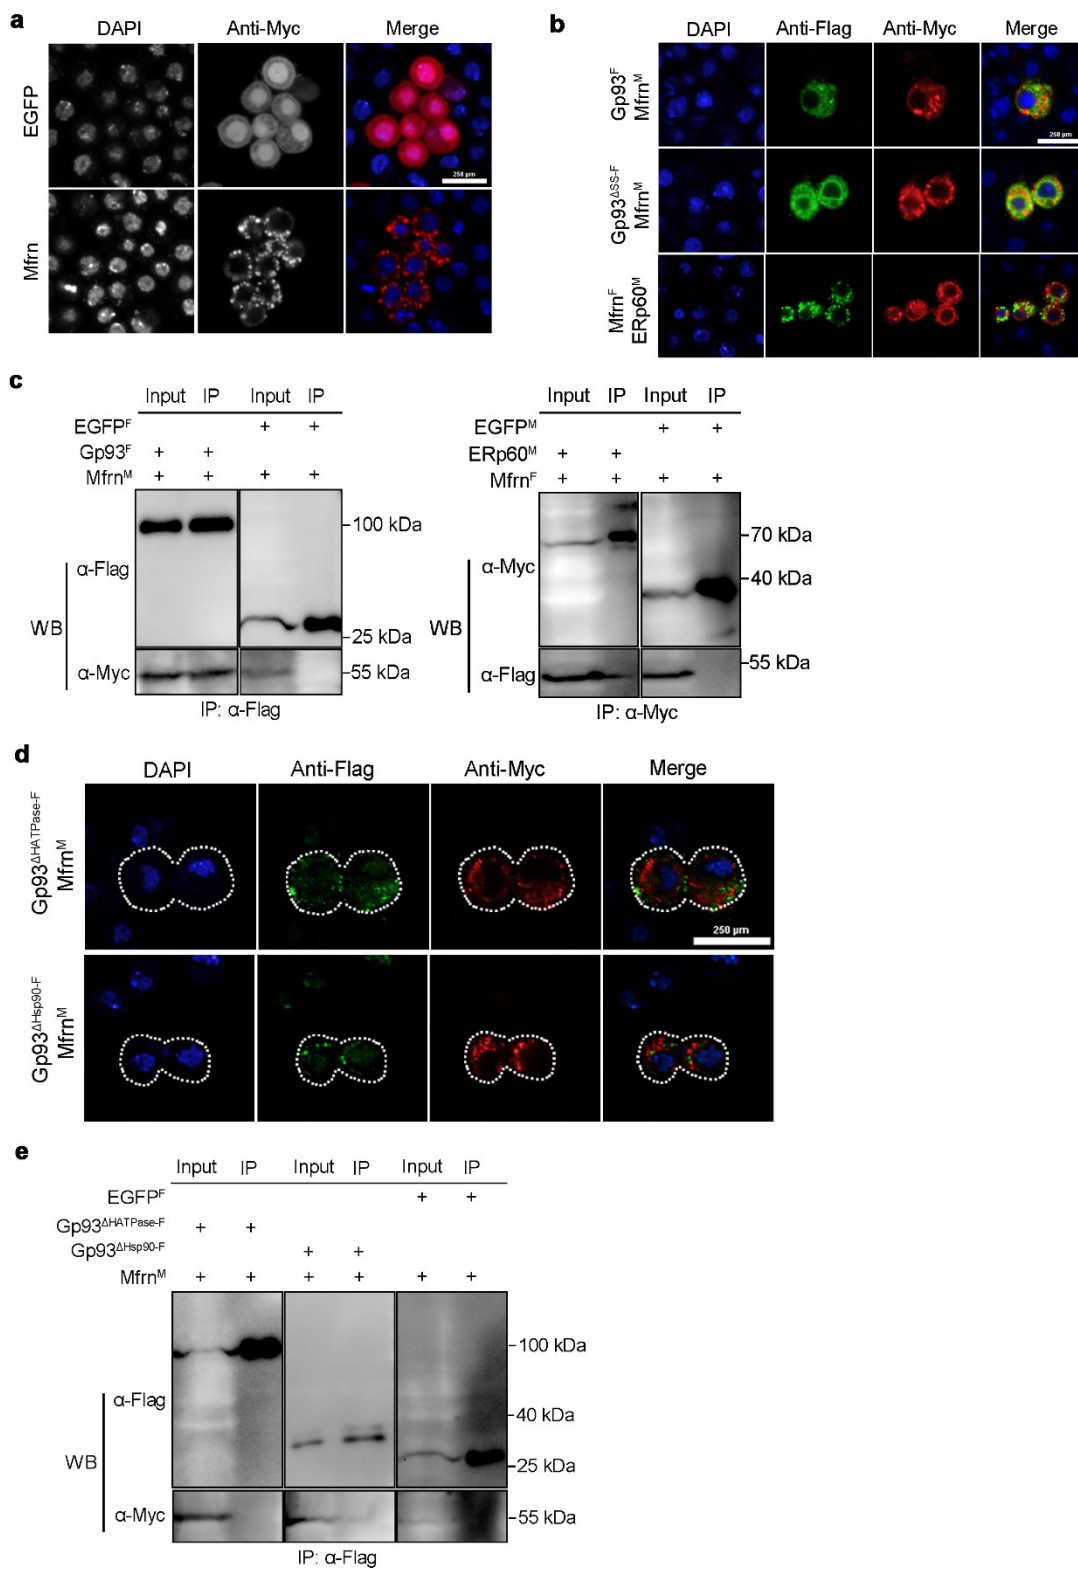 a
DAPI Anti-Myc Merge
EGFP
250 µm
Mfrn
b
DAPI Anti-Flag Anti-Myc Merge
Gp93F
MfrnM
250 µm
Gp93ΔSS-F
MfrnM
MfrnF
ERp60M
c
Input IP Input IP
EGFPF + +
Gp93F + +
MfrnM + + + +
100 kDa
α-Flag
WB
25 kDa
α-Myc
55 kDa
IP: α-Flag
Input IP Input IP
EGFPM + +
ERp60M + +
MfrnF + + + +
70 kDa
α-Myc
40 kDa
WB
55 kDa
α-Flag
IP: α-Myc
d
DAPI Anti-Flag Anti-Myc Merge
Gp93ΔHATPase-F
MfrnM
250 µm
Gp93ΔHsp90-F
MfrnM
e
Input IP Input IP Input IP
EGFPF + +
Gp93ΔHATPase-F + +
Gp93ΔHsp90-F + +
MfrnM + + + + + +
100 kDa
α-Flag
40 kDa
WB
25 kDa
α-Myc
55 kDa
IP: α-Flag